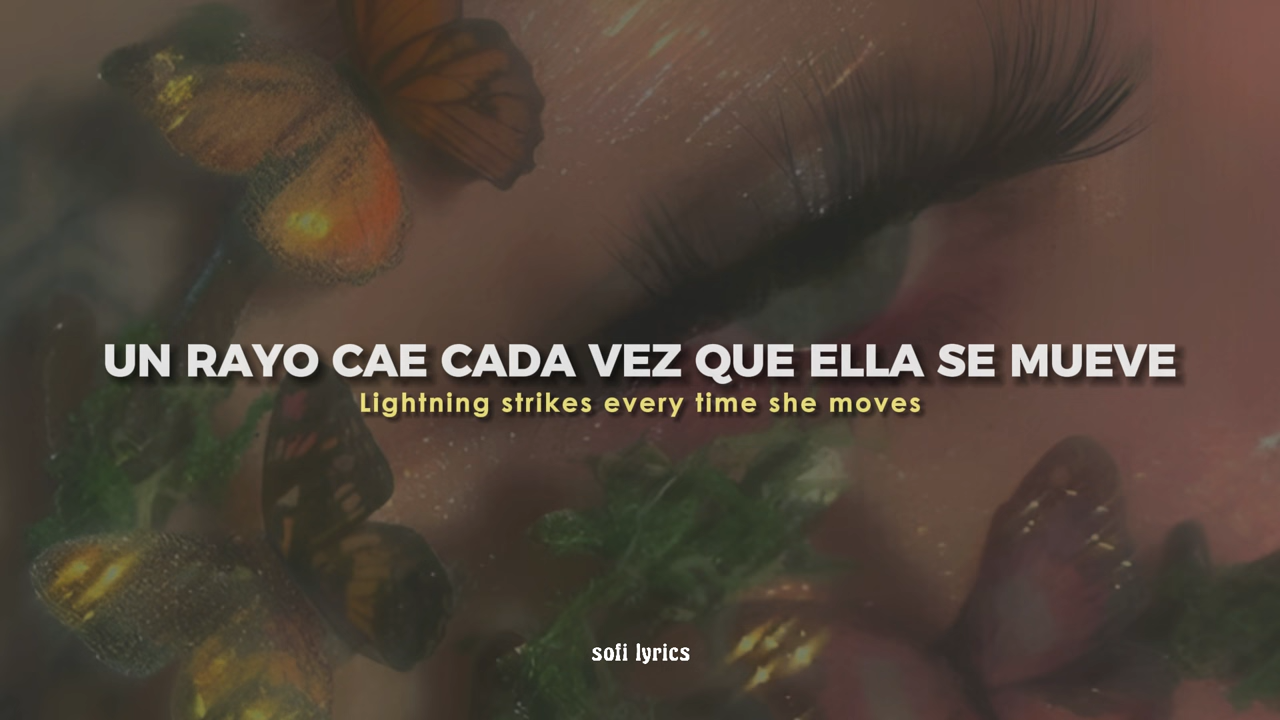 UN RAYO CAE CADA VEZ QUE ELLA SE MUEVE
Lightning strikes every time she moves
sofi lyrics